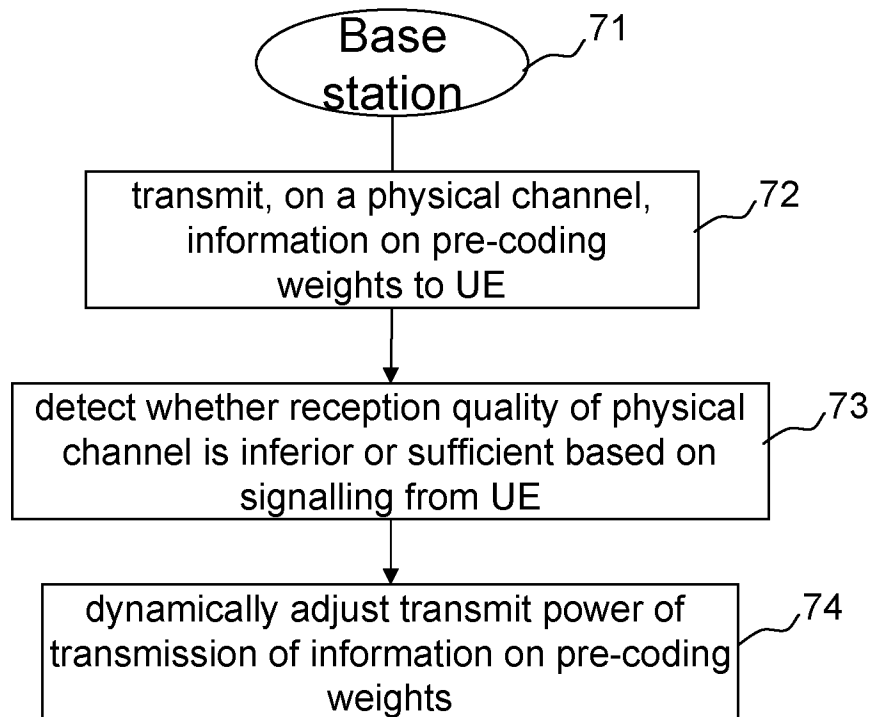 Base
station
71
transmit, on a physical channel,
information on pre-coding
weights to UE
72
detect whether reception quality of physical
channel is inferior or sufficient based on
signalling from UE
73
dynamically adjust transmit power of
transmission of information on pre-coding
weights
74